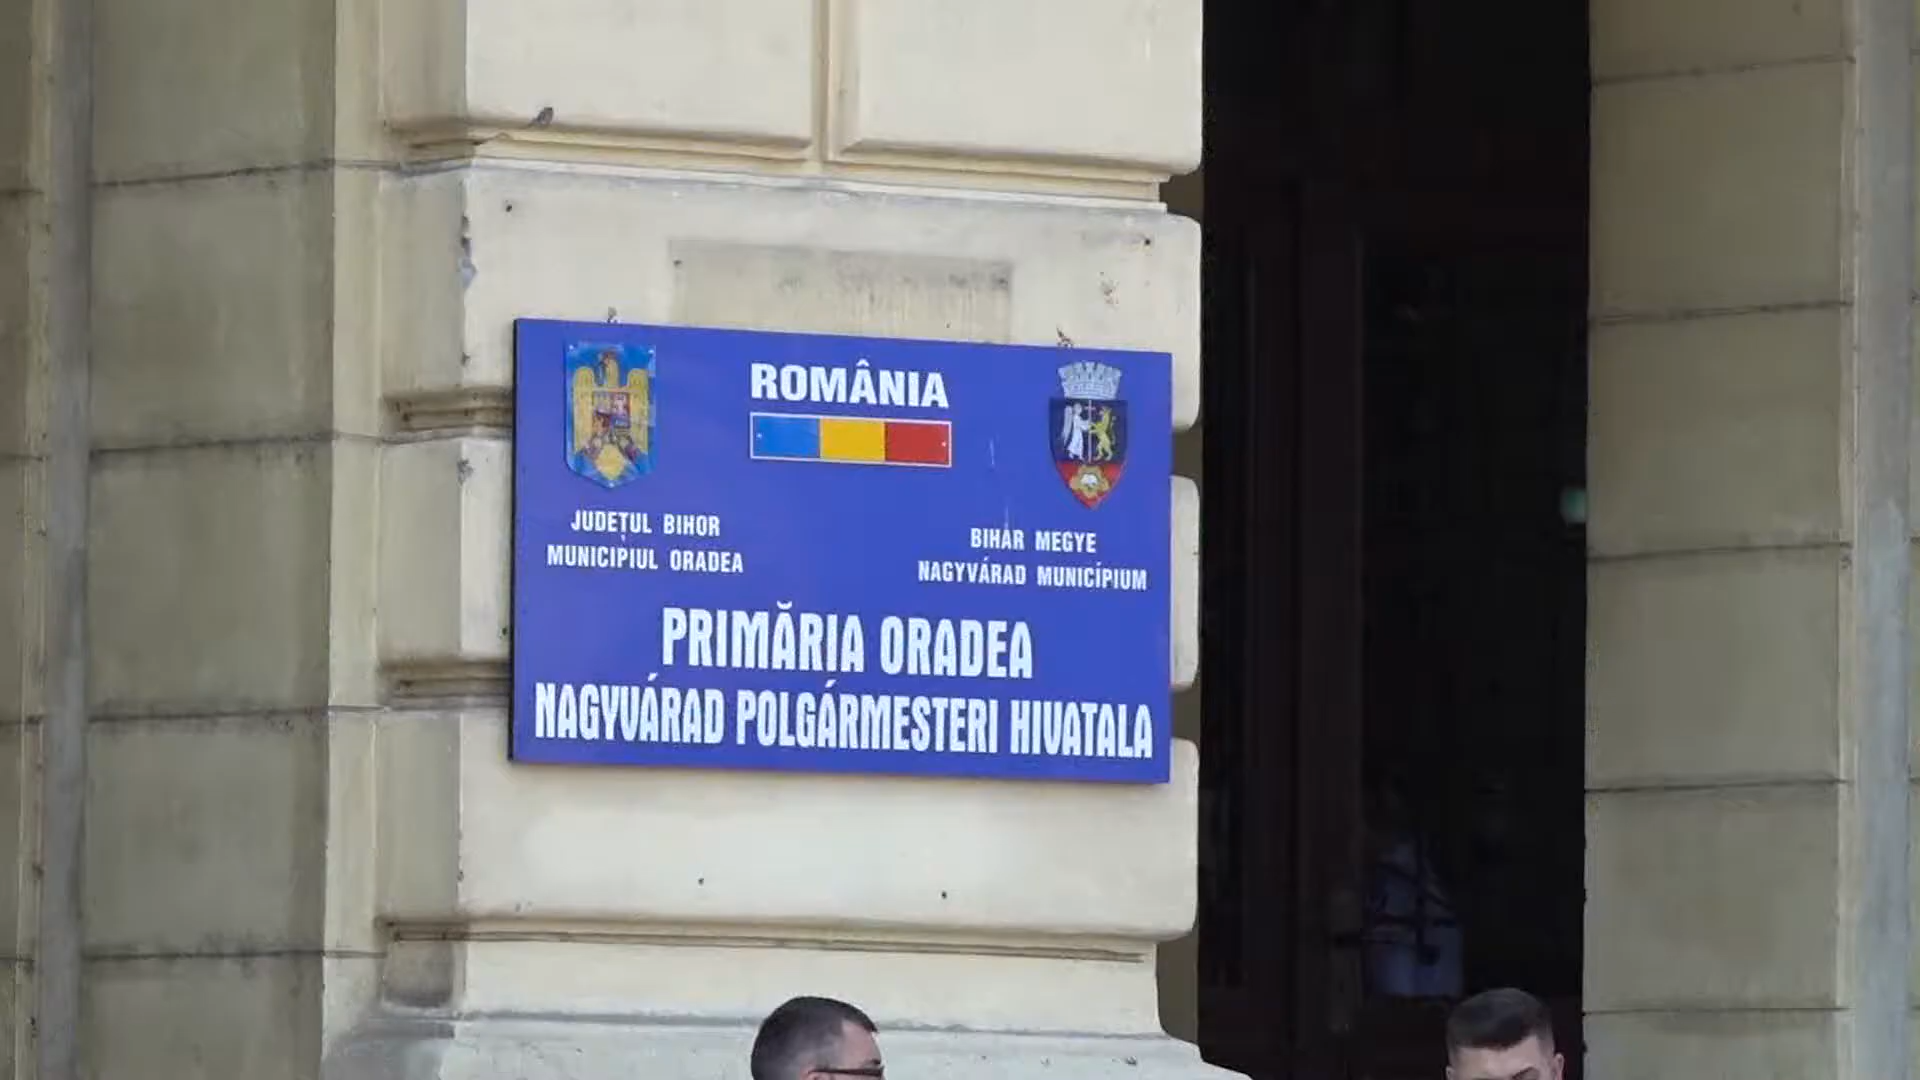 ROMÂNIA
JUDEȚUL BIHOR
MUNICIPIUL ORADEA
BIHAR MEGYE
NAGYVÁRAD MUNICÍPIUM
PRIMĂRIA ORADEA
NAGYVÁRAD POLGÁRMESTERI HIVATALA